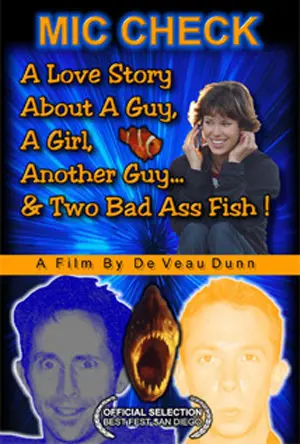 MIC CHECK
A Love Story
About A Guy,
A Girl,
Another Guy...
& Two Bad Ass Fish !
A Film By De Veau Dunn
OFFICIAL SELECTION
BEST FEST SAN DIEGO